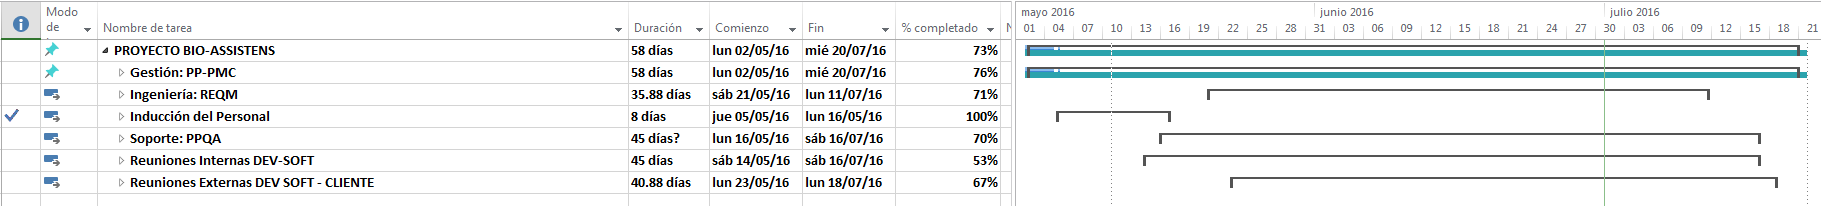 Modo de
Nombre de tarea
Duración
Comienzo
Fin
% completado
N
mayo 2016
junio 2016
julio 2016
01 04 07 10 13 16 19 22 25 28 31 03 06 09 12 15 18 21 24 27 30 03 06 09 12 15 18 21
PROYECTO BIO-ASSISTENS 58 días lun 02/05/16 mié 20/07/16 73%
Gestión: PP-PMC 58 días lun 02/05/16 mié 20/07/16 76%
Ingeniería: REQM 35.88 días sáb 21/05/16 lun 11/07/16 71%
Inducción del Personal 8 días jue 05/05/16 lun 16/05/16 100%
Soporte: PPQA 45 días? lun 16/05/16 sáb 16/07/16 70%
Reuniones Internas DEV-SOFT 45 días sáb 14/05/16 sáb 16/07/16 53%
Reuniones Externas DEV SOFT - CLIENTE 40.88 días lun 23/05/16 lun 18/07/16 67%